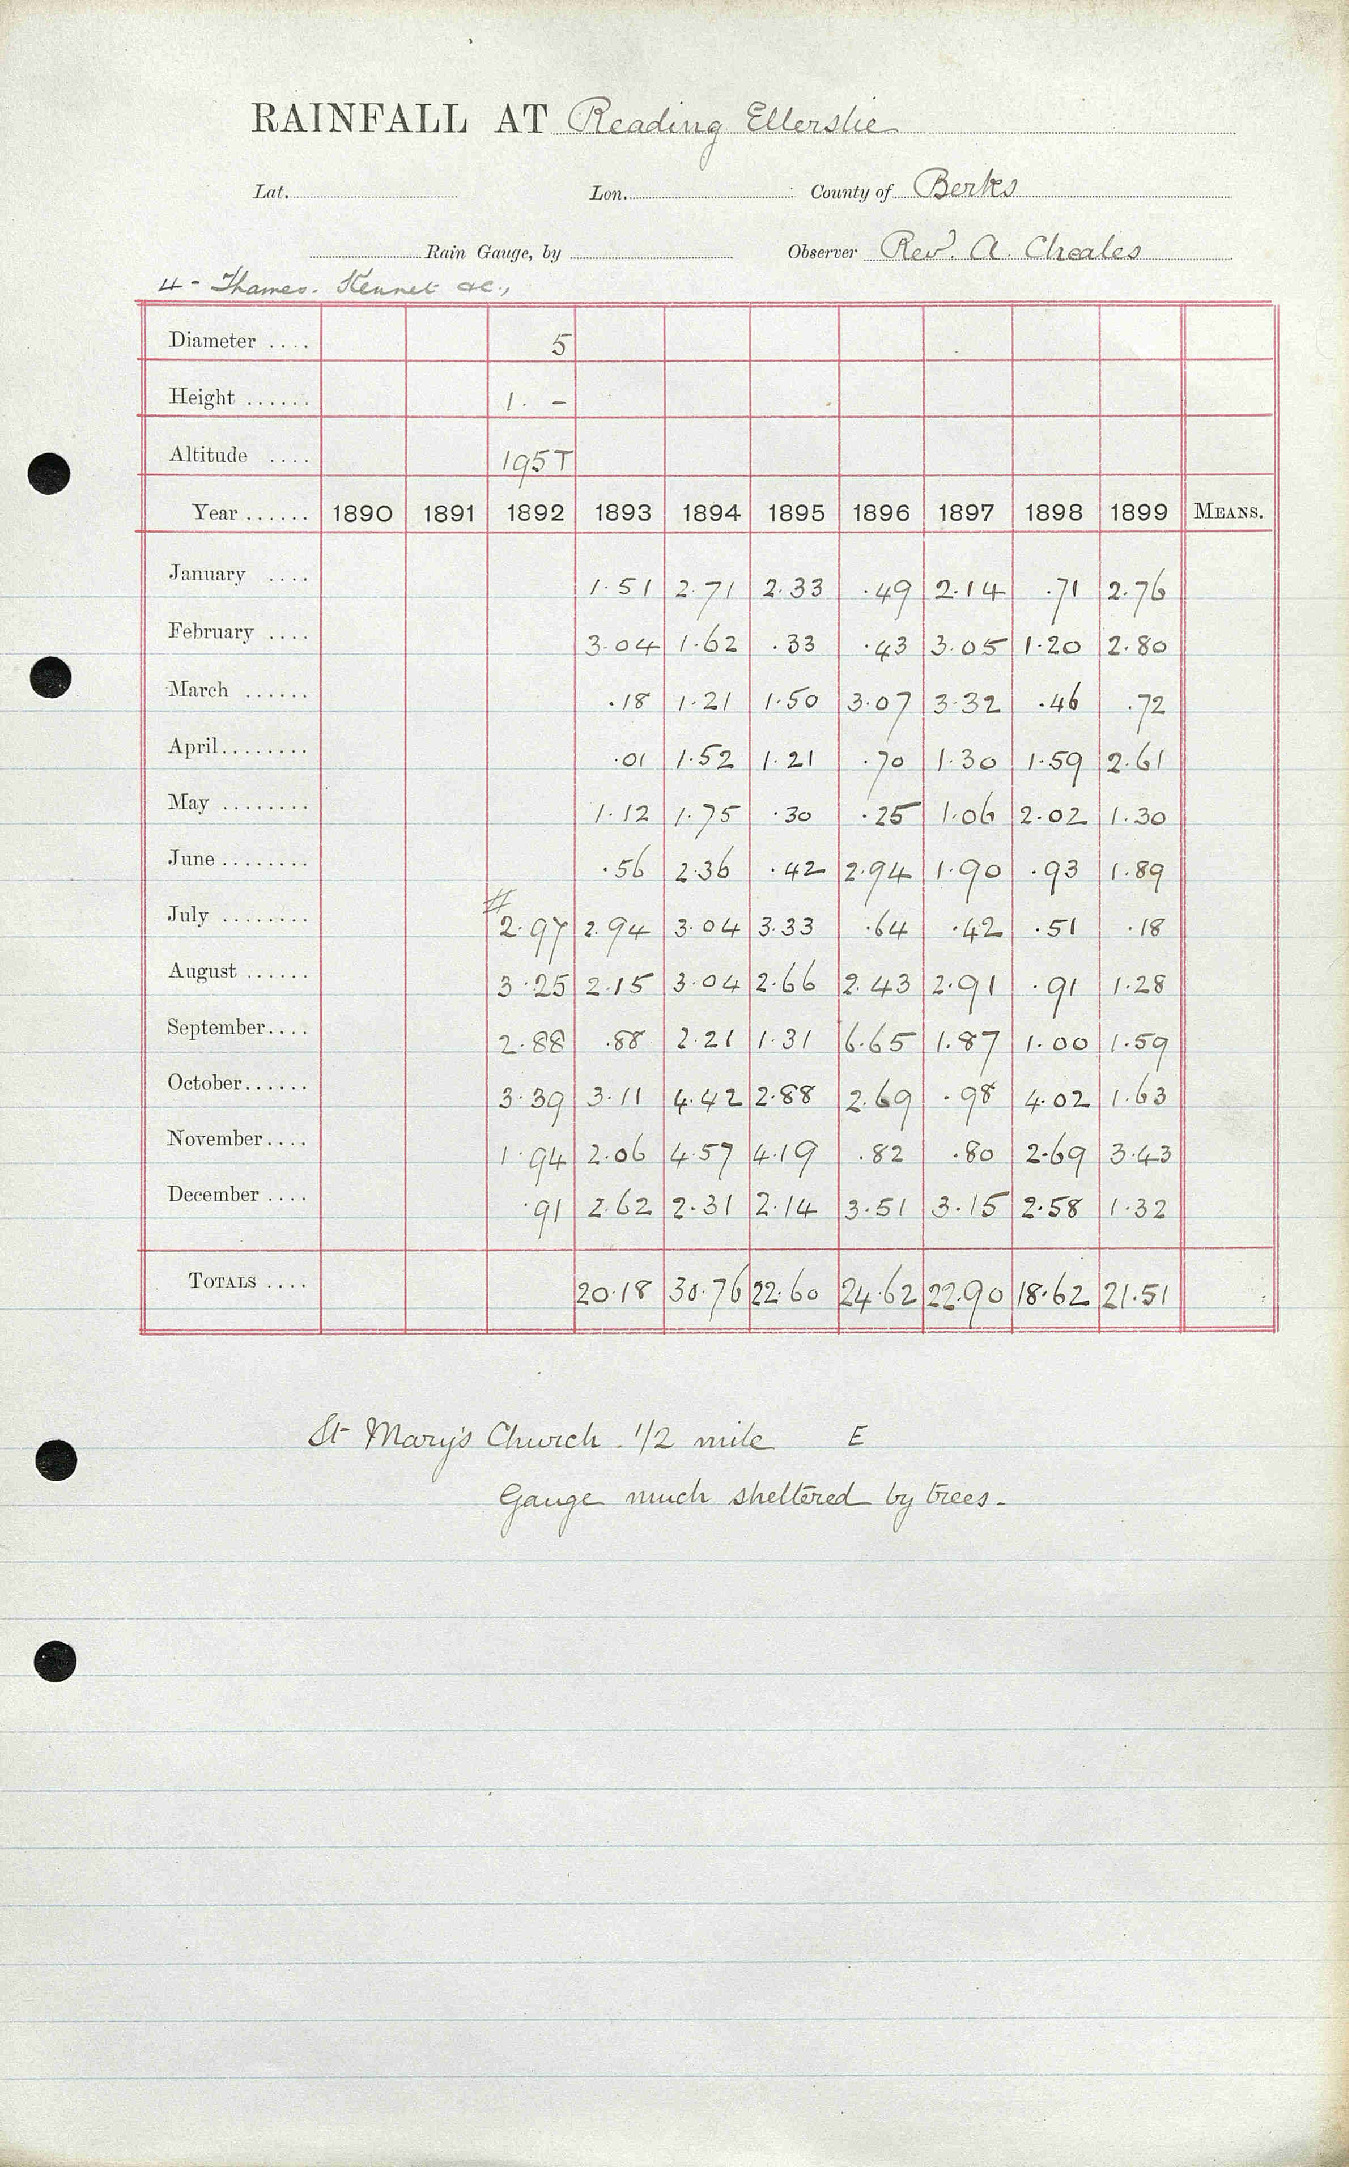 RAINFALL AT Reading Ellerslie
Lat. Lon. County of Berks
Rain Gauge, by Observer Rev. A. Cheales
4 - Thames. Kennet &c.,
Diameter .... 5
Height ...... 1. -
Altitude .... 195T
Year ...... 1890 1891 1892 1893 1894 1895 1896 1897 1898 1899 MEANS.
January .... 1.51 2.71 2.33 .49 2.14 .71 2.76
February .... 3.04 1.62 .33 .43 3.05 1.20 2.80
March ...... .18 1.21 1.50 3.07 3.32 .46 .72
April........ .01 1.52 1.21 .70 1.30 1.59 2.61
May ........ 1.12 1.75 .30 .25 1.06 2.02 1.30
June ........ .56 2.36 .42 2.94 1.90 .93 1.89
July ........ #2.97 2.94 3.04 3.33 .64 .42 .51 .18
August ...... 3.25 2.15 3.04 2.66 2.43 2.91 .91 1.28
September.... 2.88 .88 2.21 1.31 6.65 1.87 1.00 1.59
October...... 3.39 3.11 4.42 2.88 2.69 .98 4.02 1.63
November.... 1.94 2.06 4.57 4.19 .82 .80 2.69 3.43
December .... .91 2.62 2.31 2.14 3.51 3.15 2.58 1.32
TOTALS .... 20.18 30.76 22.60 24.62 22.90 18.62 21.51
St Mary's Church. 1/2 mile E
Gauge much sheltered by trees.